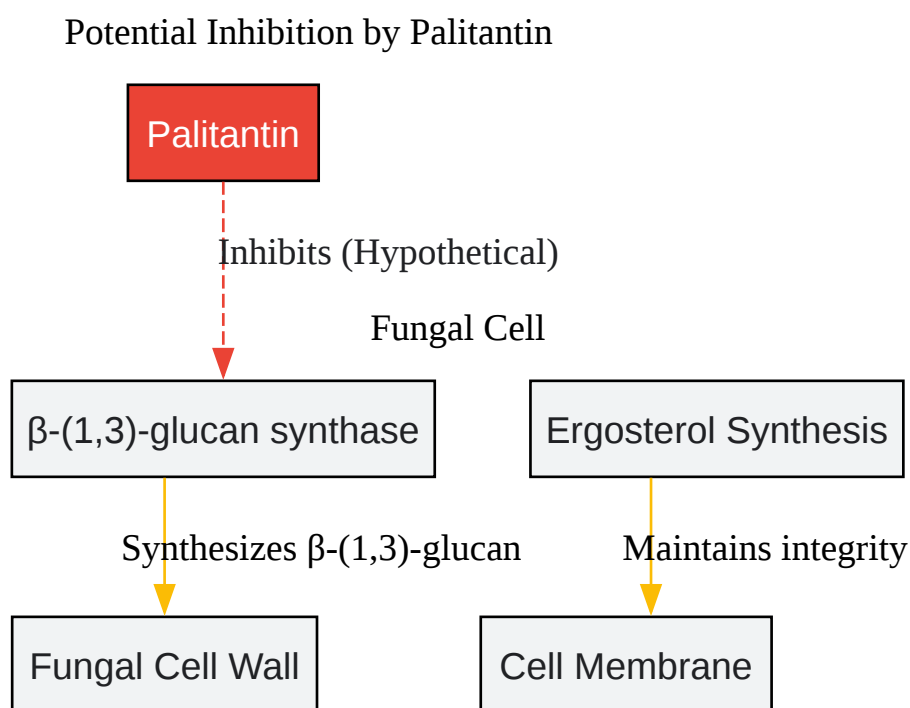 Potential Inhibition by Palitantin
Palitantin
Inhibits (Hypothetical)
Fungal Cell
β-(1,3)-glucan synthase
Ergosterol Synthesis
Synthesizes β-(1,3)-glucan
Maintains integrity
Fungal Cell Wall
Cell Membrane